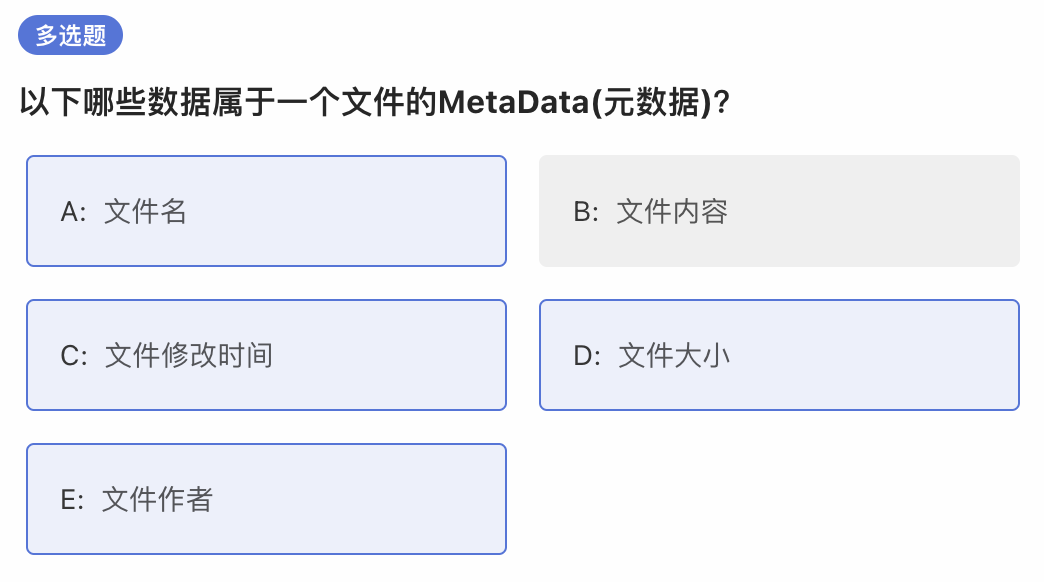 多选题
以下哪些数据属于一个文件的MetaData(元数据)?
A: 文件名
B: 文件内容
C: 文件修改时间
D: 文件大小
E: 文件作者